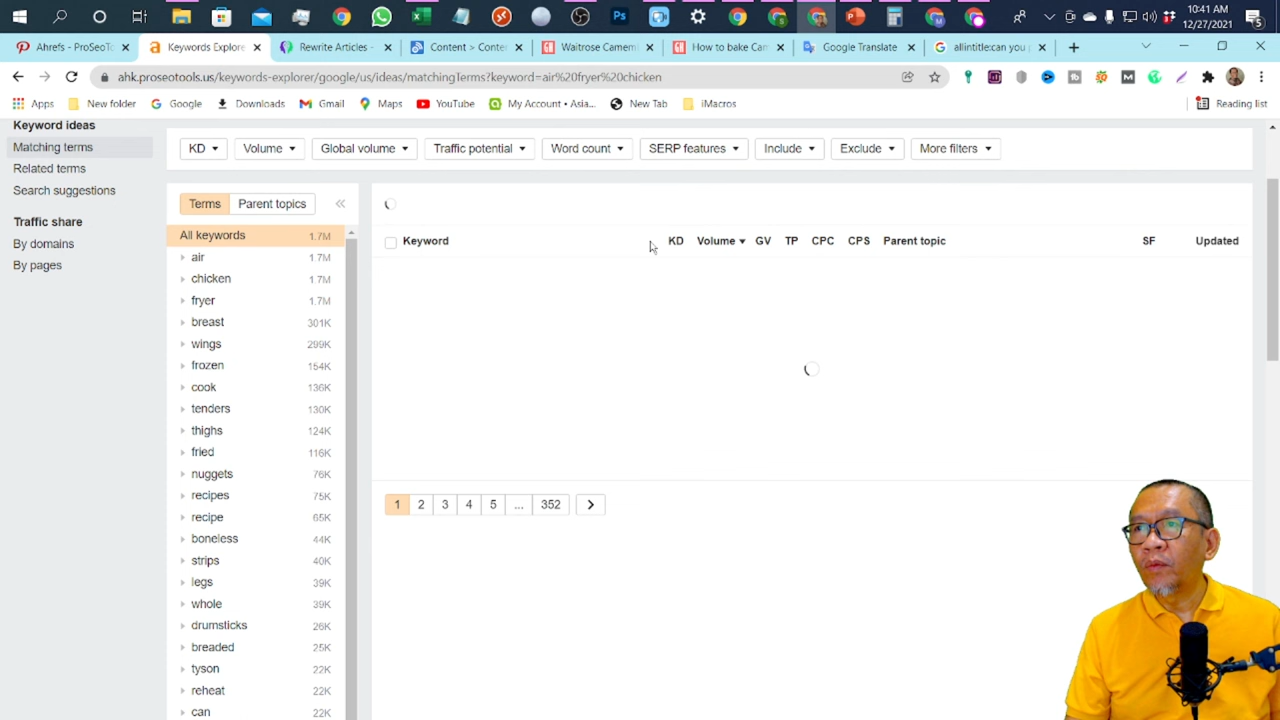 10:41 AM
12/27/2021
5
Ahrefs - ProSeoTo
Keywords Explore
Rewrite Articles -
Content > Conte
Waitrose Camem
How to bake Can
Google Translate
allintitle:can you
ahk.proseotools.us/keywords-explorer/google/us/ideas/matchingTerms?keyword=air%20fryer%20chicken
Apps
New folder
Google
Downloads
Gmail
Maps
YouTube
My Account • Asia...
New Tab
iMacros
Reading list
Keyword ideas
Matching terms
Related terms
Search suggestions
Traffic share
By domains
By pages
KD
Volume
Global volume
Traffic potential
Word count
SERP features
Include
Exclude
More filters
Terms
Parent topics
All keywords 1.7M
air 1.7M
chicken 1.7M
fryer 1.7M
breast 301K
wings 299K
frozen 154K
cook 136K
tenders 130K
thighs 124K
fried 116K
nuggets 76K
recipes 75K
recipe 65K
boneless 44K
strips 40K
legs 39K
whole 39K
drumsticks 26K
breaded 25K
tyson 22K
reheat 22K
can 22K
Keyword KD Volume GV TP CPC CPS Parent topic SF Updated
1 2 3 4 5 ... 352